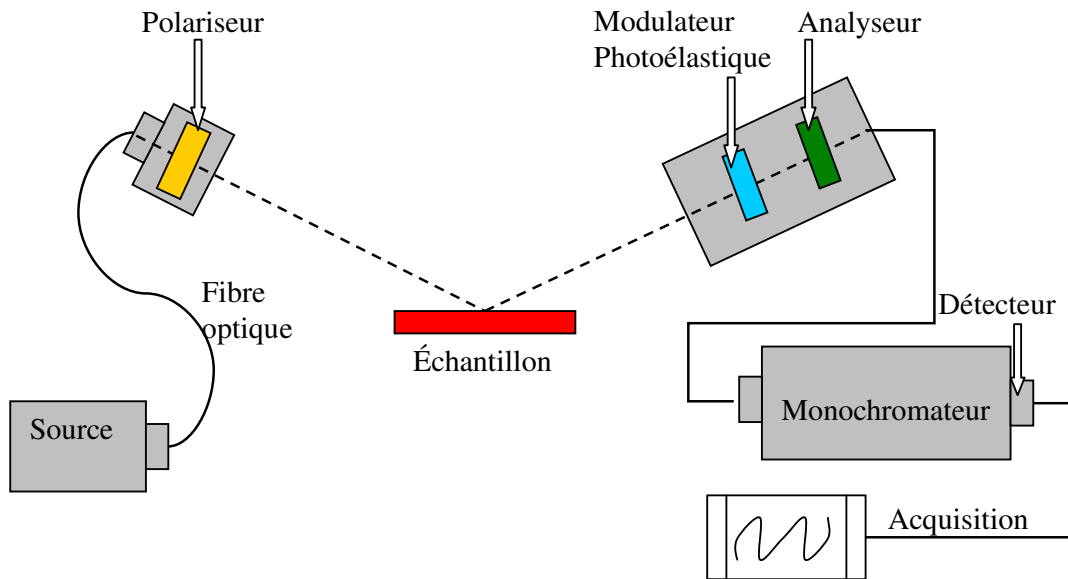 Polariseur
Modulateur
Photoélastique
Analyseur
Fibre
optique
Échantillon
Détecteur
Source
Monochromateur
Acquisition